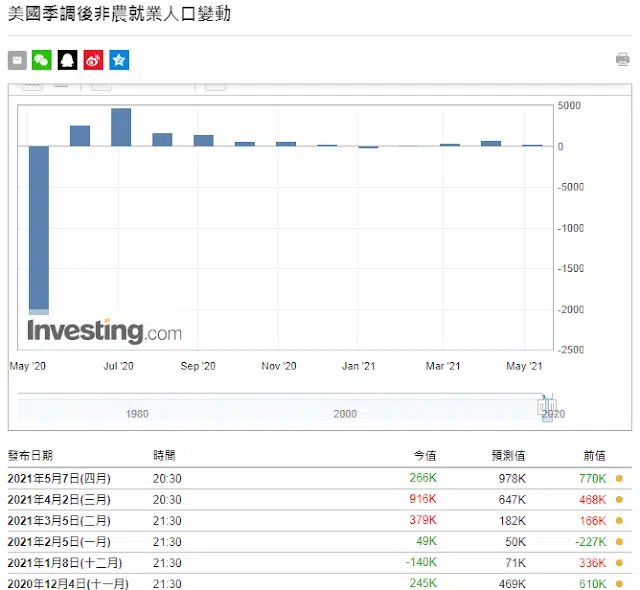 美國季調後非農就業人口變動
5000
0
-5000
-1000
-1500
-2000
-2500
Investing.com
May '20 Jul '20 Sep '20 Nov '20 Jan '21 Mar '21 May '21
1980 2000 2020
發布日期 時間 今值 預測值 前值
2021年5月7日(四月) 20:30 266K 978K 770K
2021年4月2日(三月) 20:30 916K 647K 468K
2021年3月5日(二月) 21:30 379K 182K 166K
2021年2月5日(一月) 21:30 49K 50K -227K
2021年1月8日(十二月) 21:30 -140K 71K 336K
2020年12月4日(十一月) 21:30 245K 469K 610K